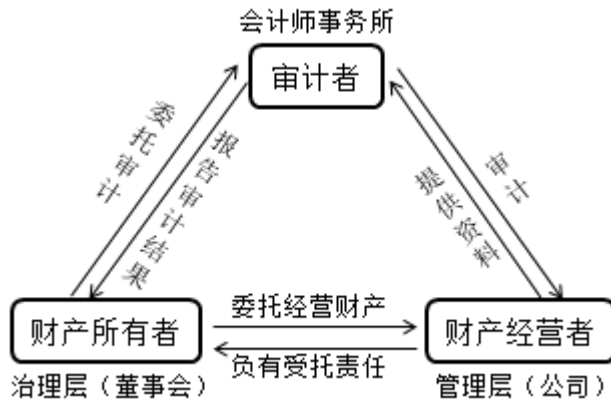 会计师事务所
审计者
委托审计
报告审计结果
审计
提供资料
财产所有者
委托经营财产
负有受托责任
财产经营者
治理层（董事会）
管理层（公司）